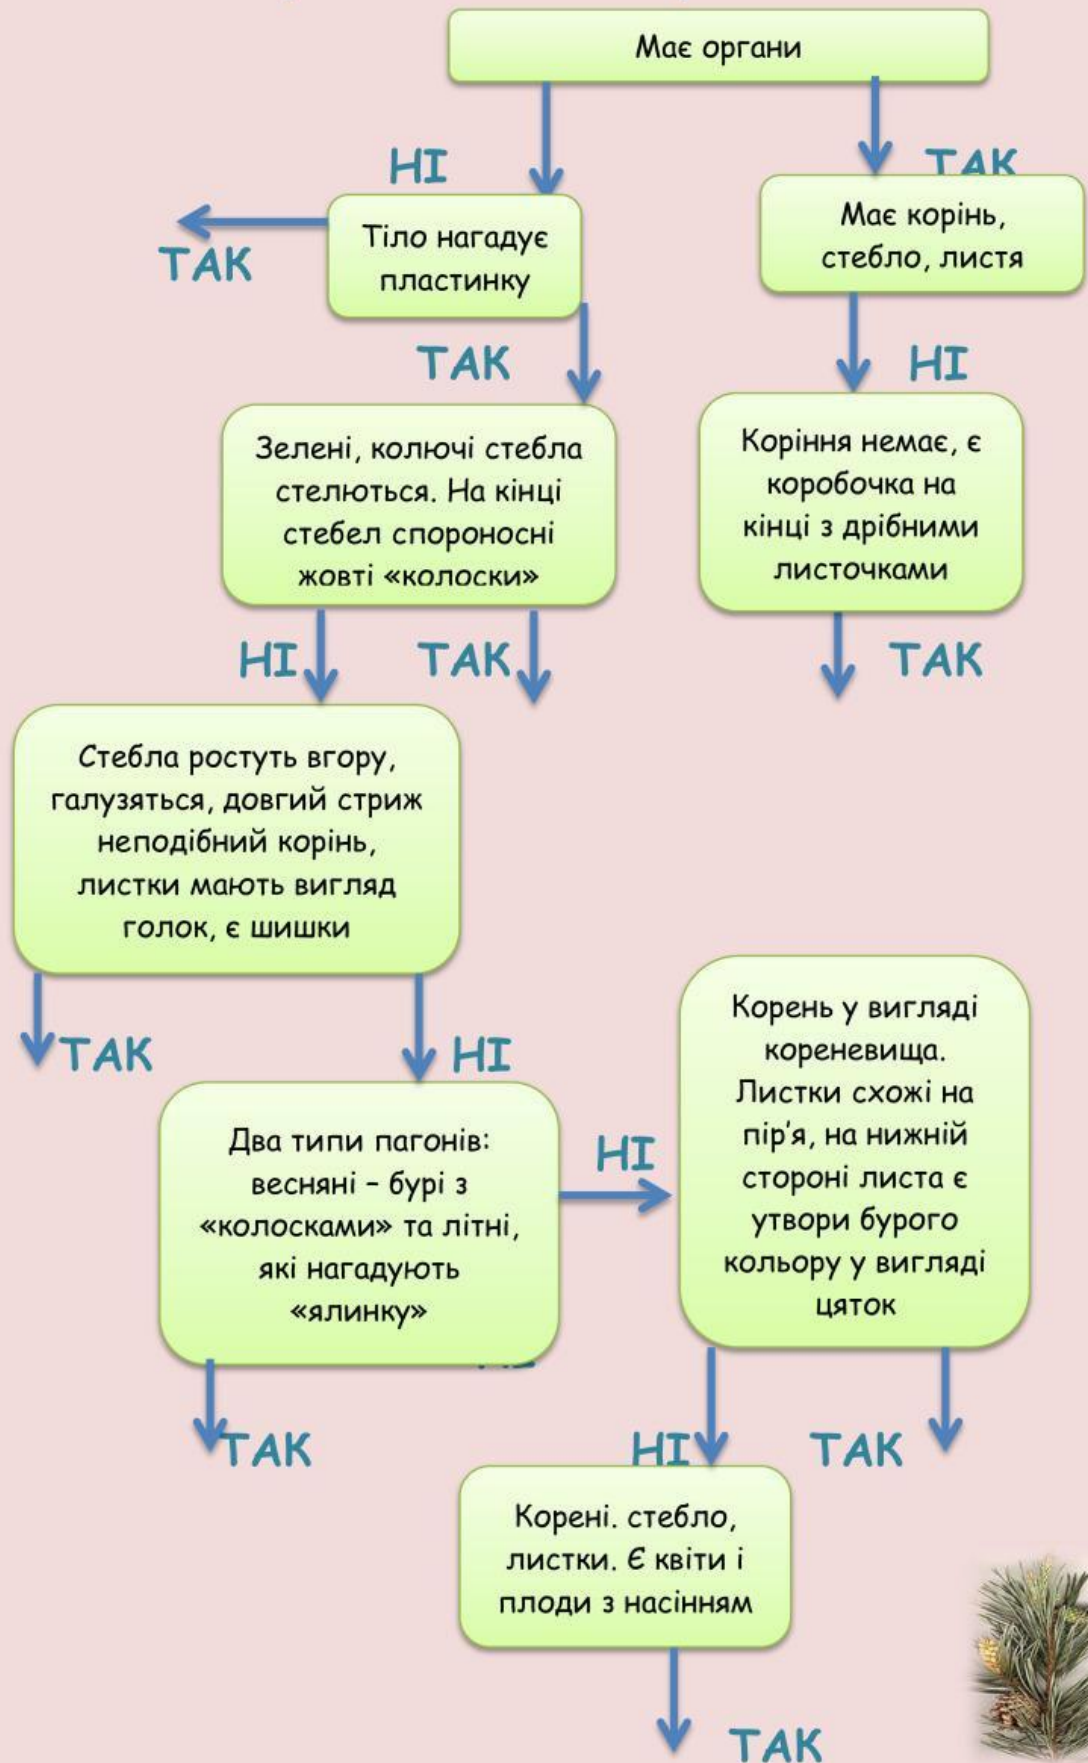 Має органи
НІ
ТАК
ТАК
Тіло нагадує
пластинку
Має корінь,
стебло, листя
ТАК
НІ
Зелені, колючі стебла
стелються. На кінці
стебел спороносні
жовті «колоски»
Коріння немає, є
коробочка на
кінці з дрібними
листочками
НІ
ТАК
ТАК
Стебла ростуть вгору,
галузяться, довгий стриж
неподібний корінь,
листки мають вигляд
голок, є шишки
ТАК
НІ
Два типи пагонів:
весняні – бурі з
«колосками» та літні,
які нагадують
«ялинку»
НІ
Корень у вигляді
кореневища.
Листки схожі на
пір'я, на нижній
стороні листа є
утвори бурого
кольору у вигляді
цяток
ТАК
НІ
ТАК
Корені. стебло,
листки. Є квіти і
плоди з насінням
ТАК